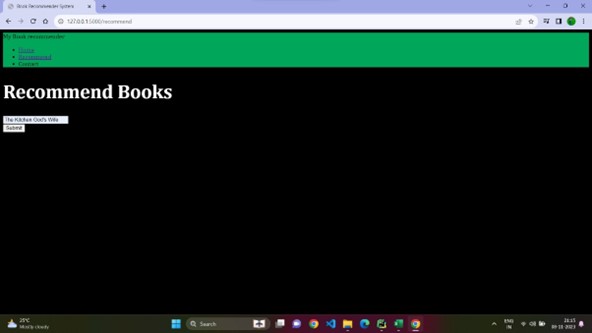 Book Recommender System
127.0.0.1:5000/recommend
My Book recommender
Home
Recommend
Contact
Recommend Books
The Kitchen God's Wife
Submit
25°C
Mostly cloudy
Search
ENG
IN
21:15
09-10-2023